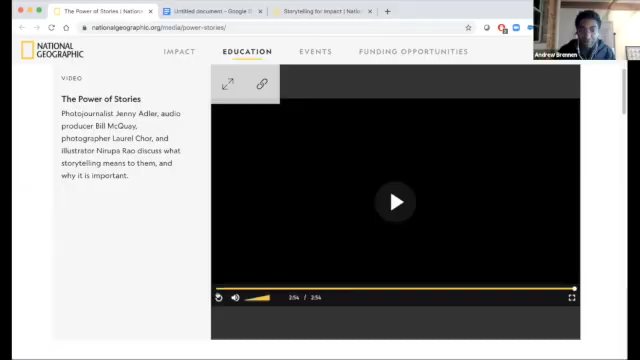 The Power of Stories | National G
Untitled document - Google D
Storytelling for Impact | Nationa
nationalgeographic.org/media/power-stories/
Andrew Brennen
NATIONAL
GEOGRAPHIC
IMPACT
EDUCATION
EVENTS
FUNDING OPPORTUNITIES
VIDEO
The Power of Stories
Photojournalist Jenny Adler, audio
producer Bill McQuay,
photographer Laurel Chor, and
illustrator Nirupa Rao discuss what
storytelling means to them, and
why it is important.
2:54 / 2:54